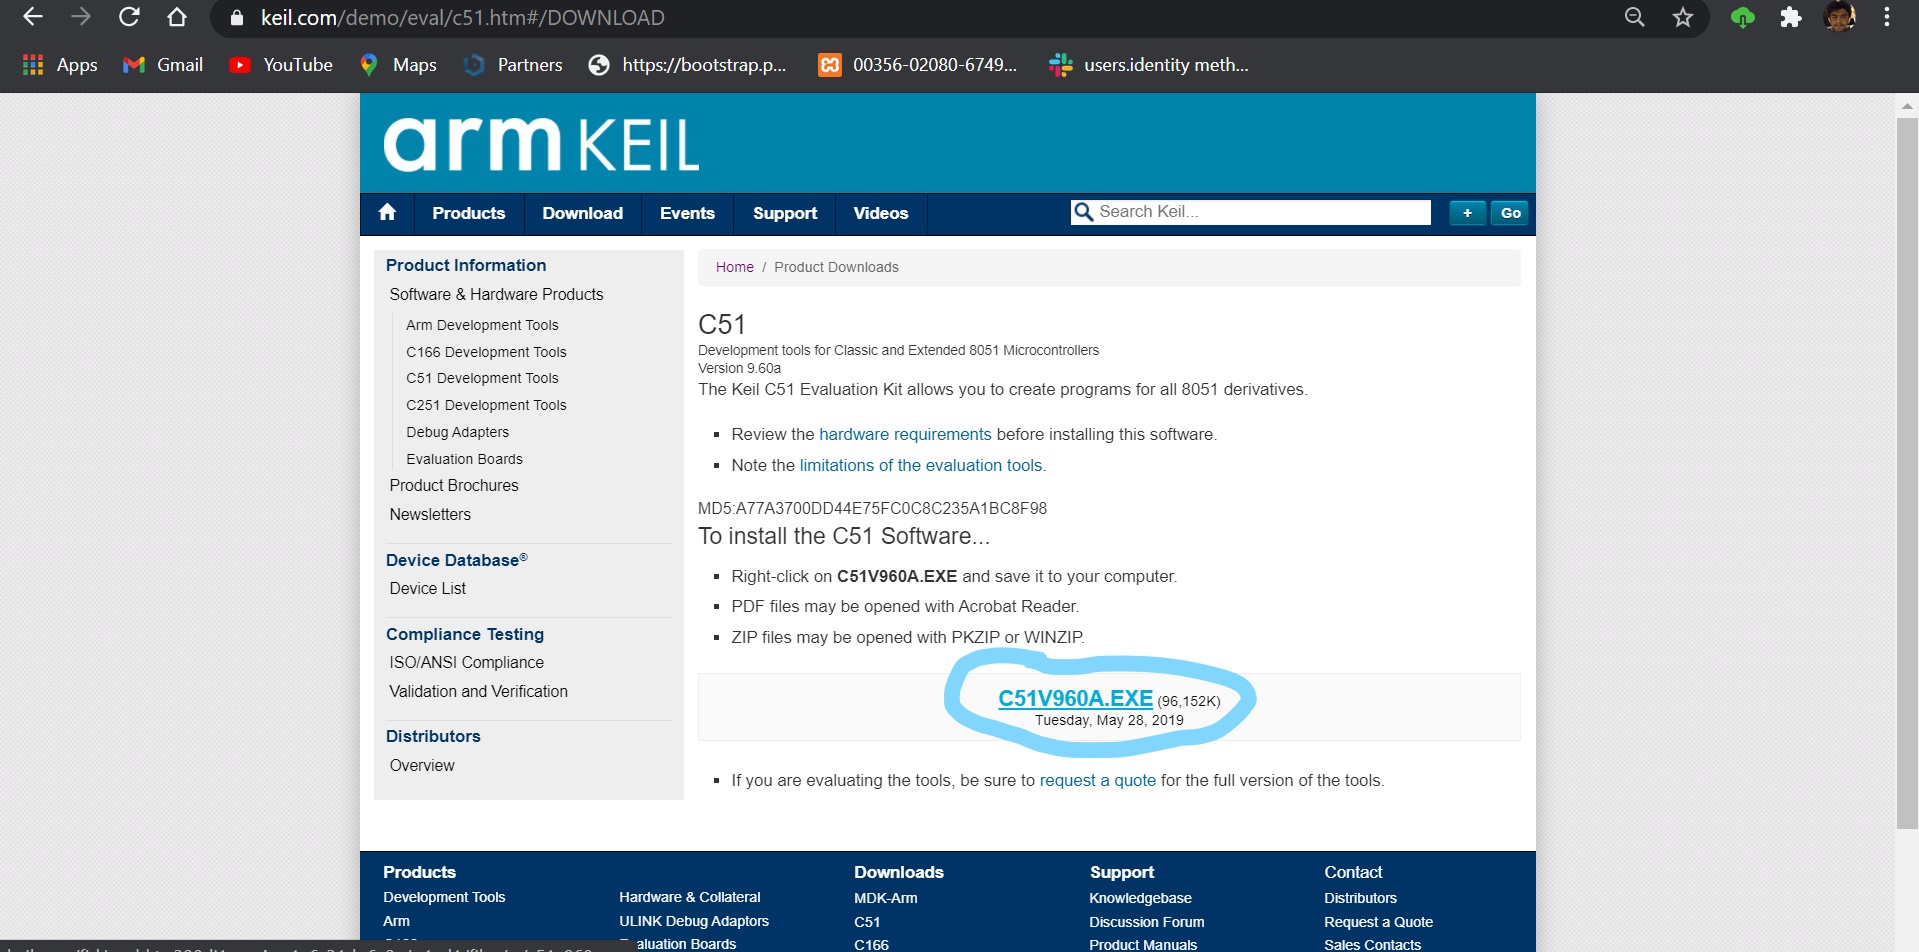 keil.com/demo/eval/c51.htm#/DOWNLOAD
Apps Gmail YouTube Maps Partners https://bootstrap.p... 00356-02080-6749... users.identity meth...
arm KEIL
Products Download Events Support Videos Search Keil... + Go
Product Information
Software & Hardware Products
Arm Development Tools
C166 Development Tools
C51 Development Tools
C251 Development Tools
Debug Adapters
Evaluation Boards
Product Brochures
Newsletters
Device Database®
Device List
Compliance Testing
ISO/ANSI Compliance
Validation and Verification
Distributors
Overview
Home / Product Downloads
C51
Development tools for Classic and Extended 8051 Microcontrollers
Version 9.60a
The Keil C51 Evaluation Kit allows you to create programs for all 8051 derivatives.
Review the hardware requirements before installing this software.
Note the limitations of the evaluation tools.
MD5:A77A3700DD44E75FC0C8C235A1BC8F98
To install the C51 Software...
Right-click on C51V960A.EXE and save it to your computer.
PDF files may be opened with Acrobat Reader.
ZIP files may be opened with PKZIP or WINZIP.
C51V960A.EXE (96,152K)
Tuesday, May 28, 2019
If you are evaluating the tools, be sure to request a quote for the full version of the tools.
Products
Development Tools
Arm
Hardware & Collateral
ULINK Debug Adaptors
Evaluation Boards
Downloads
MDK-Arm
C51
C166
Support
Knowledgebase
Discussion Forum
Product Manuals
Contact
Distributors
Request a Quote
Sales Contacts